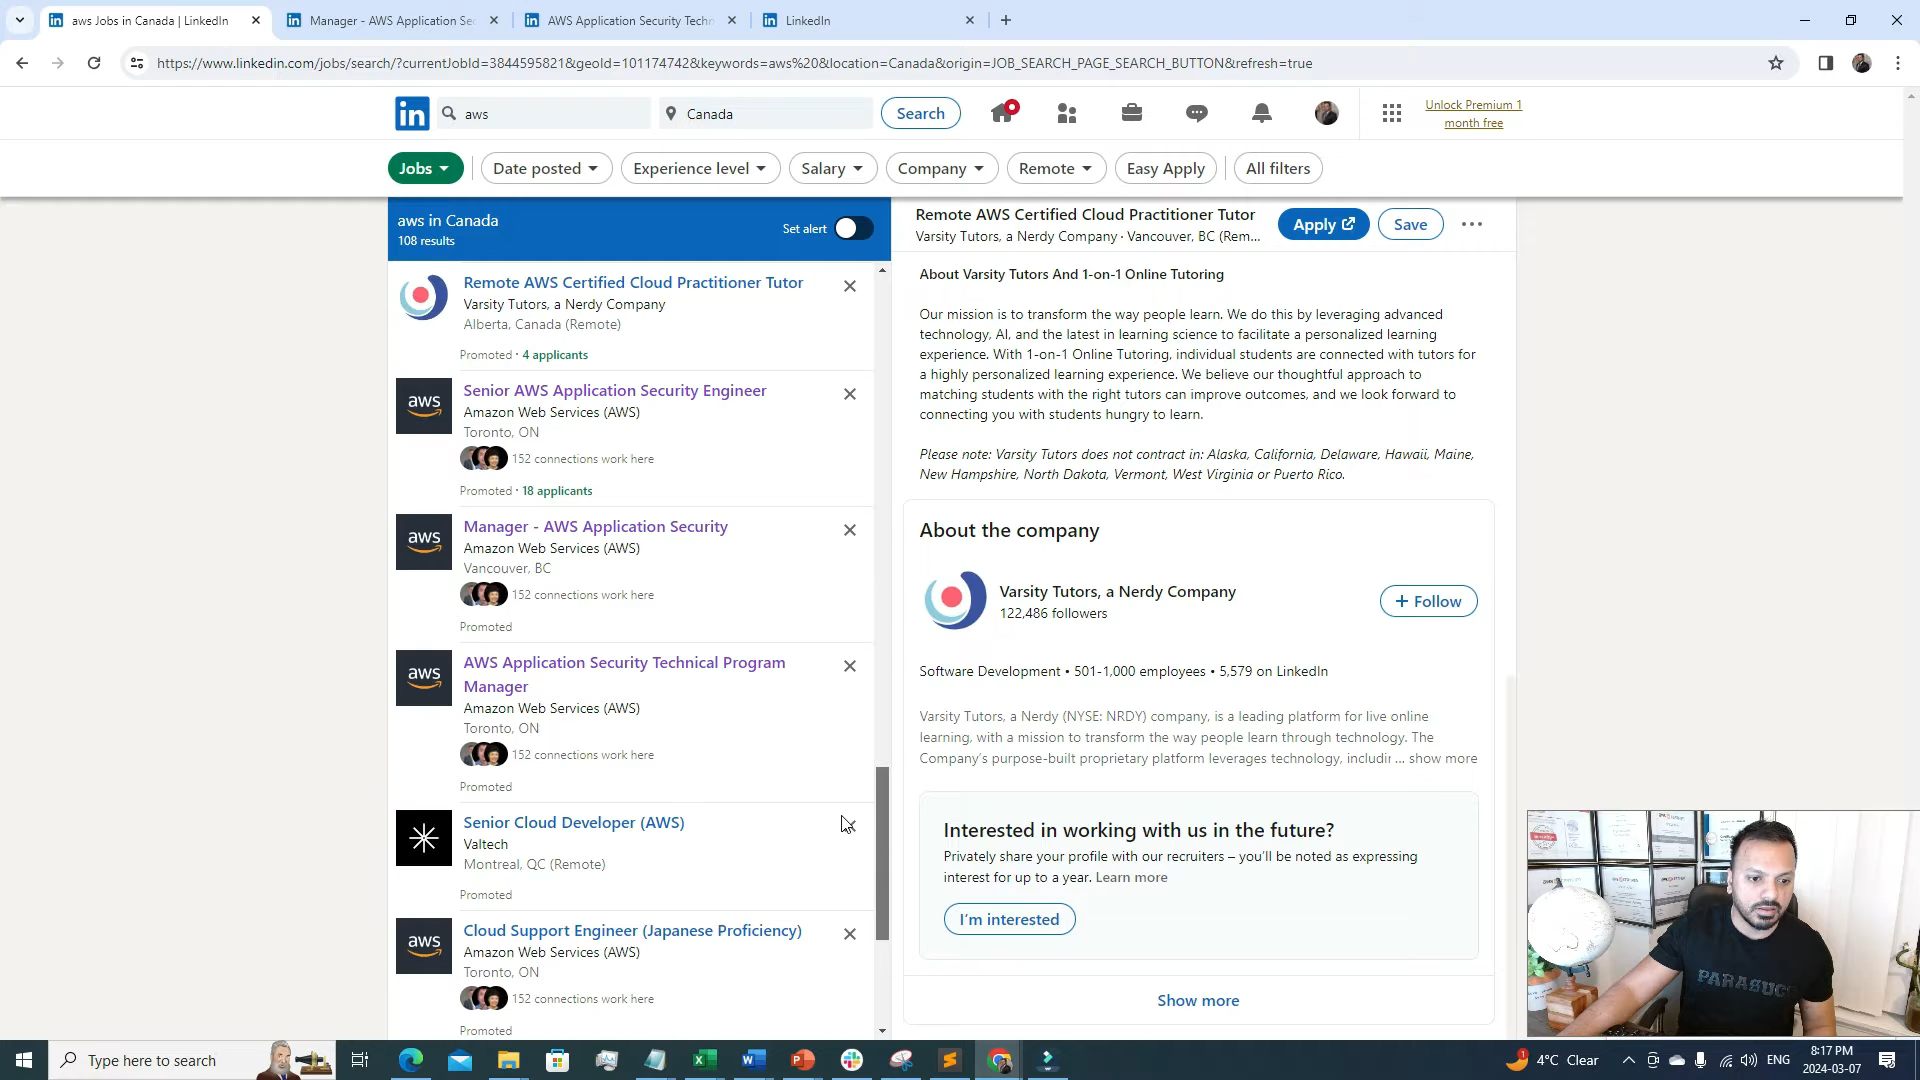 aws Jobs in Canada | LinkedIn
Manager - AWS Application Sec
AWS Application Security Techn
LinkedIn
https://www.linkedin.com/jobs/search/?currentJobId=3844595821&geoId=101174742&keywords=aws%20&location=Canada&origin=JOB_SEARCH_PAGE_SEARCH_BUTTON&refresh=true
in
aws
Canada
Search
Unlock Premium 1
month free
Jobs
Date posted
Experience level
Salary
Company
Remote
Easy Apply
All filters
aws in Canada
108 results
Set alert
Remote AWS Certified Cloud Practitioner Tutor
Varsity Tutors, a Nerdy Company
Alberta, Canada (Remote)
Promoted · 4 applicants
aws
Senior AWS Application Security Engineer
Amazon Web Services (AWS)
Toronto, ON
152 connections work here
Promoted · 18 applicants
aws
Manager - AWS Application Security
Amazon Web Services (AWS)
Vancouver, BC
152 connections work here
Promoted
aws
AWS Application Security Technical Program
Manager
Amazon Web Services (AWS)
Toronto, ON
152 connections work here
Promoted
Senior Cloud Developer (AWS)
Valtech
Montreal, QC (Remote)
Promoted
aws
Cloud Support Engineer (Japanese Proficiency)
Amazon Web Services (AWS)
Toronto, ON
152 connections work here
Promoted
Remote AWS Certified Cloud Practitioner Tutor
Varsity Tutors, a Nerdy Company · Vancouver, BC (Rem...
Apply
Save
About Varsity Tutors And 1-on-1 Online Tutoring
Our mission is to transform the way people learn. We do this by leveraging advanced
technology, AI, and the latest in learning science to facilitate a personalized learning
experience. With 1-on-1 Online Tutoring, individual students are connected with tutors for
a highly personalized learning experience. We believe our thoughtful approach to
matching students with the right tutors can improve outcomes, and we look forward to
connecting you with students hungry to learn.
Please note: Varsity Tutors does not contract in: Alaska, California, Delaware, Hawaii, Maine,
New Hampshire, North Dakota, Vermont, West Virginia or Puerto Rico.
About the company
Varsity Tutors, a Nerdy Company
122,486 followers
+ Follow
Software Development • 501-1,000 employees • 5,579 on LinkedIn
Varsity Tutors, a Nerdy (NYSE: NRDY) company, is a leading platform for live online
learning, with a mission to transform the way people learn through technology. The
Company's purpose-built proprietary platform leverages technology, includir ... show more
Interested in working with us in the future?
Privately share your profile with our recruiters – you'll be noted as expressing
interest for up to a year. Learn more
I'm interested
Show more
PARASUC
Type here to search
1
4°C Clear
ENG
8:17 PM
2024-03-07